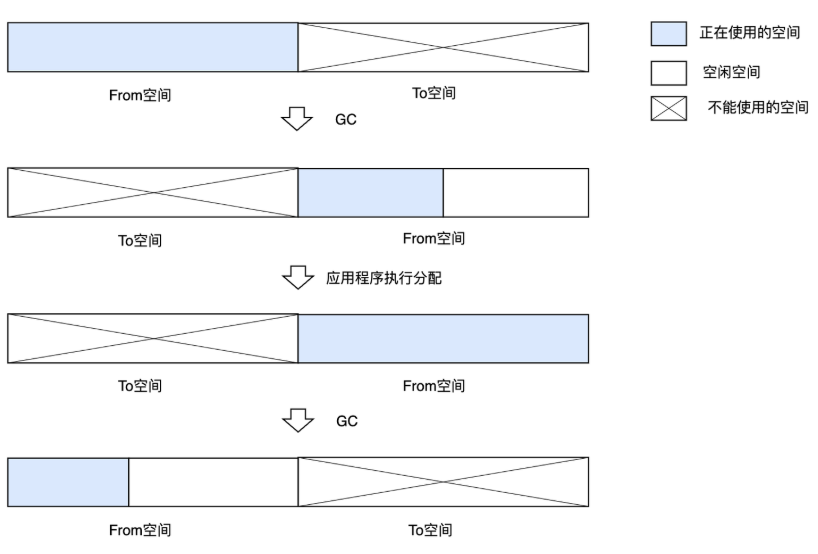 正在使用的空间
空闲空间
不能使用的空间
From空间
To空间
GC
To空间
From空间
应用程序执行分配
To空间
From空间
GC
From空间
To空间